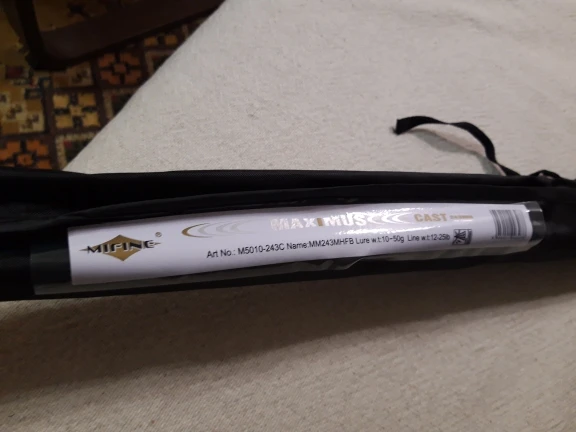 MIFINE ®
MAXIMUS CAST
Art No.: M5010-243C Name:MM243MHFB Lure w.t:10~50g Line w.t:12-25lb